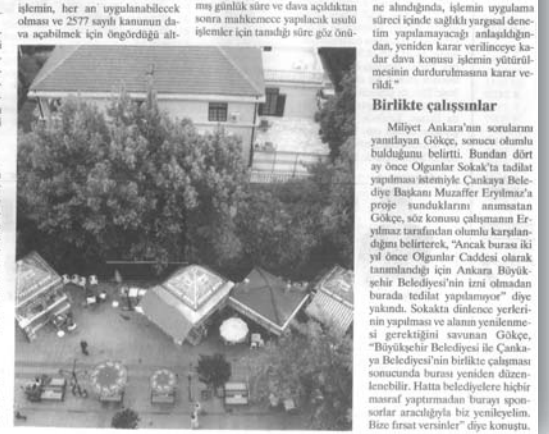 işlemin, her an uygulanabilecek
olması ve 2577 sayılı kanunun da-
va açabilmek için öngördüğü alt-
mış günlük süre ve dava açıldıktan
sonra mahkemece yapılacak usulü
işlemler için tanıdığı süre göz önü-
ne alındığında, işlemin uygulama
süreci içinde sağlıklı yargısal dene-
tim yapılamayacağı anlaşıldığın-
dan, yeniden karar verilinceye ka-
dar dava konusu işlemin yütürül-
mesinin durdurulmasına karar ve-
rildi."
Birlikte çalışsınlar
Milliyet Ankara'nın sorularını
yanıtlayan Gökçe, sonucu olumlu
bulduğunu belirtti. Bundan dört
ay önce Olgunlar Sokak'ta tadilat
yapılması istemiyle Çankaya Bele-
diye Başkanı Muzaffer Eryılmaz'a
proje sunduklarını anımsatan
Gökçe, söz konusu çalışmanın Er-
yılmaz tarafından olumlu karşılan-
dığını belirterek, "Ancak burası iki
yıl önce Olgunlar Caddesi olarak
tanımlandığı için Ankara Büyük-
şehir Belediyesi'nin izni olmadan
burada tedilat yapılamıyor" diye
yakındı. Sokakta dinlence yerleri-
nin yapılması ve alanın yenilenme-
si gerektiğini savunan Gökçe,
"Büyükşehir Belediyesi ile Çanka-
ya Belediyesi'nin birlikte çalışması
sonucunda burası yeniden düzen-
lenebilir. Hatta belediyelere hiçbir
masraf yaptırmadan burayı spon-
sorlar aracılığıyla biz yenileyelim.
Bize fırsat versinler" diye konuştu.